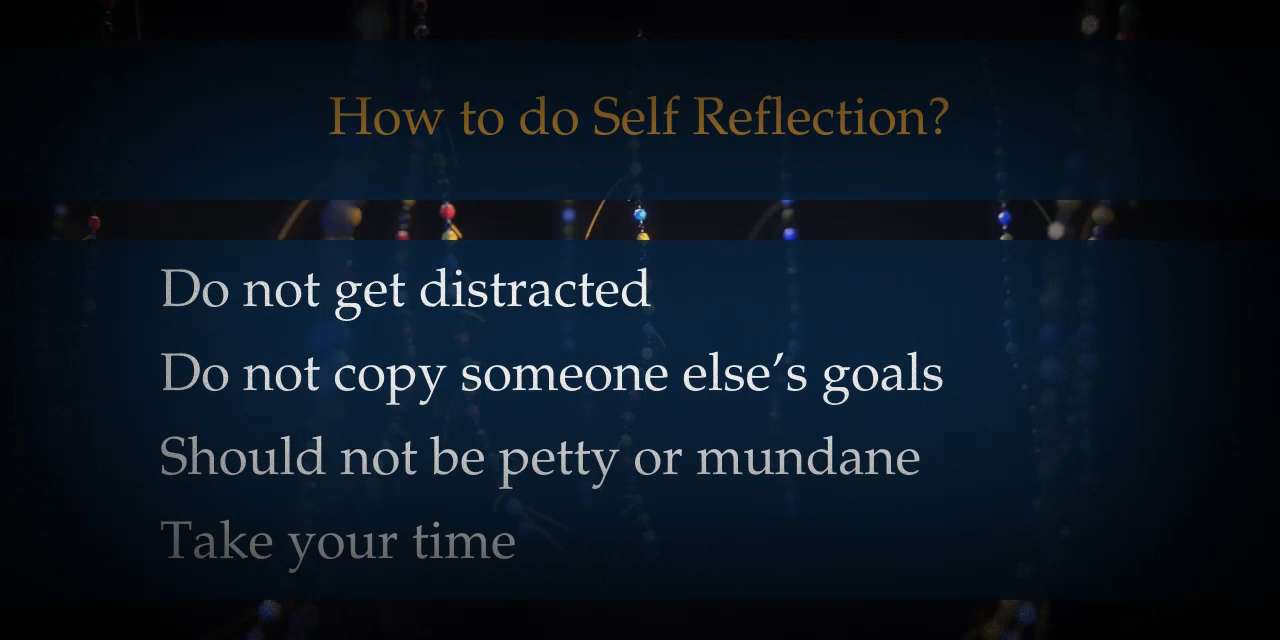 How to do Self Reflection?
Do not get distracted
Do not copy someone else’s goals
Should not be petty or mundane
Take your time